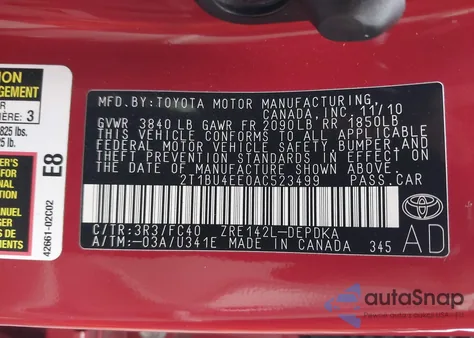 ION
AGEMENT
R
IÈRE: 3
825 lbs.
5 lb.
E8
42661-02C02
MFD.BY:TOYOTA MOTOR MANUFACTURING
CANADA,INC. 11/10
GVWR 3840LB GAWR FR 2090LB RR 1850LB
THIS VEHICLE CONFORMS TO ALL APPLICABLE
FEDERAL MOTOR VEHICLE SAFETY,BUMPER,AND
THEFT PREVENTION STANDARDS IN EFFECT ON
THE DATE OF MANUFACTURE SHOWN ABOVE.
2T1BU4EE0AC523499 PASS.CAR
C/TR:3R3/FC40 ZRE142L-DEPDKA
A/TM:-03A/U341E MADE IN CANADA 345
TOYOTA
AD
autoSnap